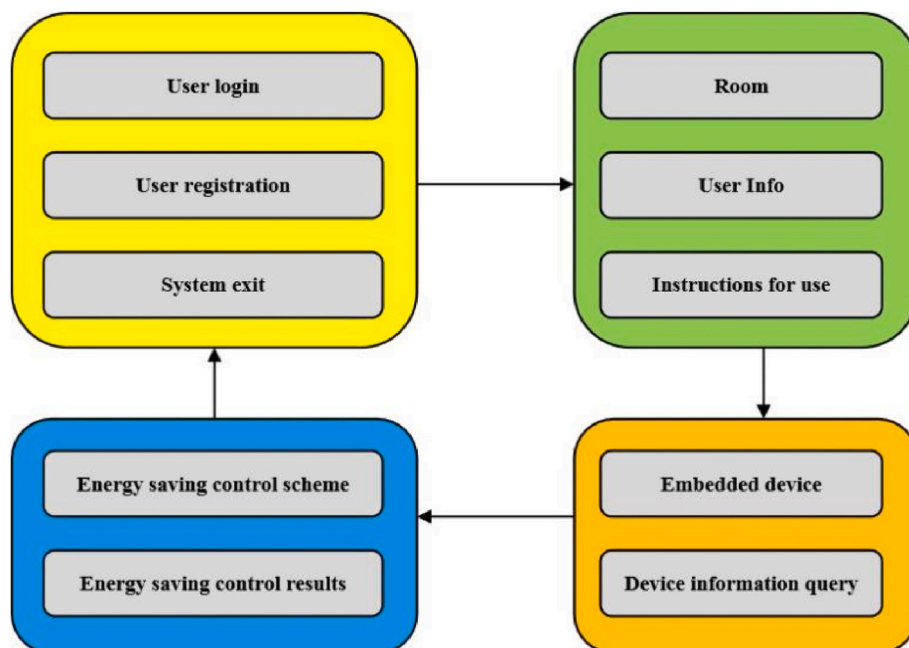 User login
User registration
System exit
Room
User Info
Instructions for use
Energy saving control scheme
Energy saving control results
Embedded device
Device information query